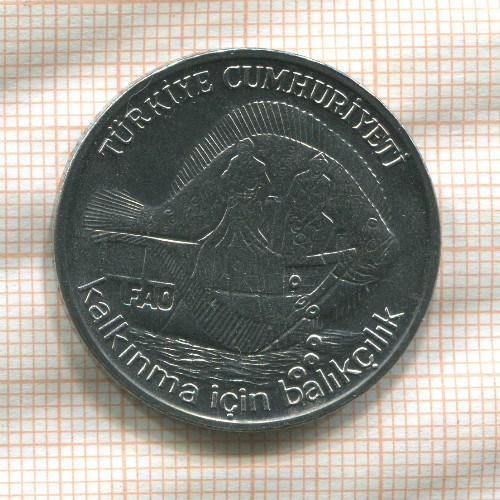 TÜRKİYE CUMHURİYETİ
FAO
kalkınma için balıkçılık